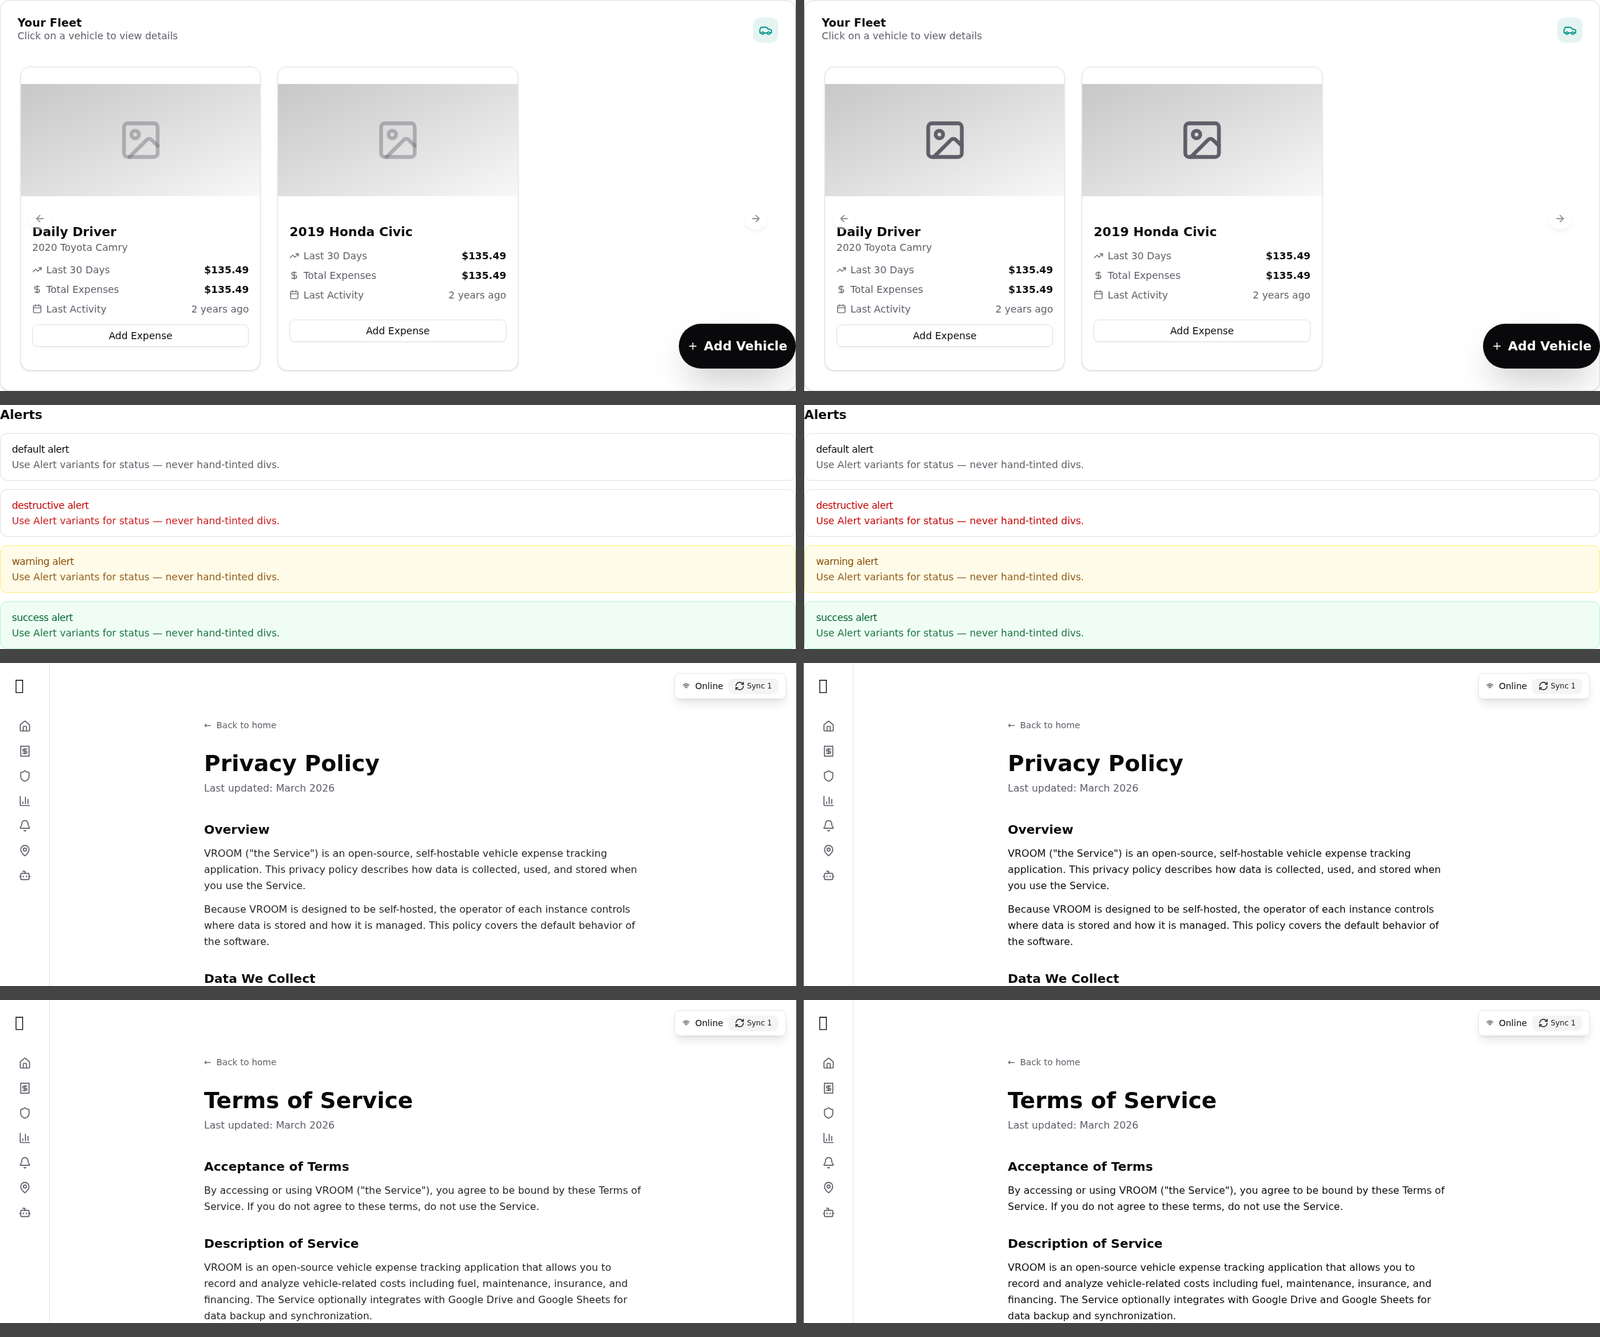 Your Fleet
Click on a vehicle to view details
Daily Driver
2020 Toyota Camry
Last 30 Days $135.49
Total Expenses $135.49
Last Activity 2 years ago
Add Expense
2019 Honda Civic
Last 30 Days $135.49
Total Expenses $135.49
Last Activity 2 years ago
Add Expense
+ Add Vehicle
Your Fleet
Click on a vehicle to view details
Daily Driver
2020 Toyota Camry
Last 30 Days $135.49
Total Expenses $135.49
Last Activity 2 years ago
Add Expense
2019 Honda Civic
Last 30 Days $135.49
Total Expenses $135.49
Last Activity 2 years ago
Add Expense
+ Add Vehicle
Alerts
default alert
Use Alert variants for status — never hand-tinted divs.
destructive alert
Use Alert variants for status — never hand-tinted divs.
warning alert
Use Alert variants for status — never hand-tinted divs.
success alert
Use Alert variants for status — never hand-tinted divs.
Alerts
default alert
Use Alert variants for status — never hand-tinted divs.
destructive alert
Use Alert variants for status — never hand-tinted divs.
warning alert
Use Alert variants for status — never hand-tinted divs.
success alert
Use Alert variants for status — never hand-tinted divs.
Online Sync 1
← Back to home
Privacy Policy
Last updated: March 2026
Overview
VROOM ("the Service") is an open-source, self-hostable vehicle expense tracking
application. This privacy policy describes how data is collected, used, and stored when
you use the Service.
Because VROOM is designed to be self-hosted, the operator of each instance controls
where data is stored and how it is managed. This policy covers the default behavior of
the software.
Data We Collect
Online Sync 1
← Back to home
Privacy Policy
Last updated: March 2026
Overview
VROOM ("the Service") is an open-source, self-hostable vehicle expense tracking
application. This privacy policy describes how data is collected, used, and stored when
you use the Service.
Because VROOM is designed to be self-hosted, the operator of each instance controls
where data is stored and how it is managed. This policy covers the default behavior of
the software.
Data We Collect
Online Sync 1
← Back to home
Terms of Service
Last updated: March 2026
Acceptance of Terms
By accessing or using VROOM ("the Service"), you agree to be bound by these Terms of
Service. If you do not agree to these terms, do not use the Service.
Description of Service
VROOM is an open-source vehicle expense tracking application that allows you to
record and analyze vehicle-related costs including fuel, maintenance, insurance, and
financing. The Service optionally integrates with Google Drive and Google Sheets for
data backup and synchronization.
Online Sync 1
← Back to home
Terms of Service
Last updated: March 2026
Acceptance of Terms
By accessing or using VROOM ("the Service"), you agree to be bound by these Terms of
Service. If you do not agree to these terms, do not use the Service.
Description of Service
VROOM is an open-source vehicle expense tracking application that allows you to
record and analyze vehicle-related costs including fuel, maintenance, insurance, and
financing. The Service optionally integrates with Google Drive and Google Sheets for
data backup and synchronization.